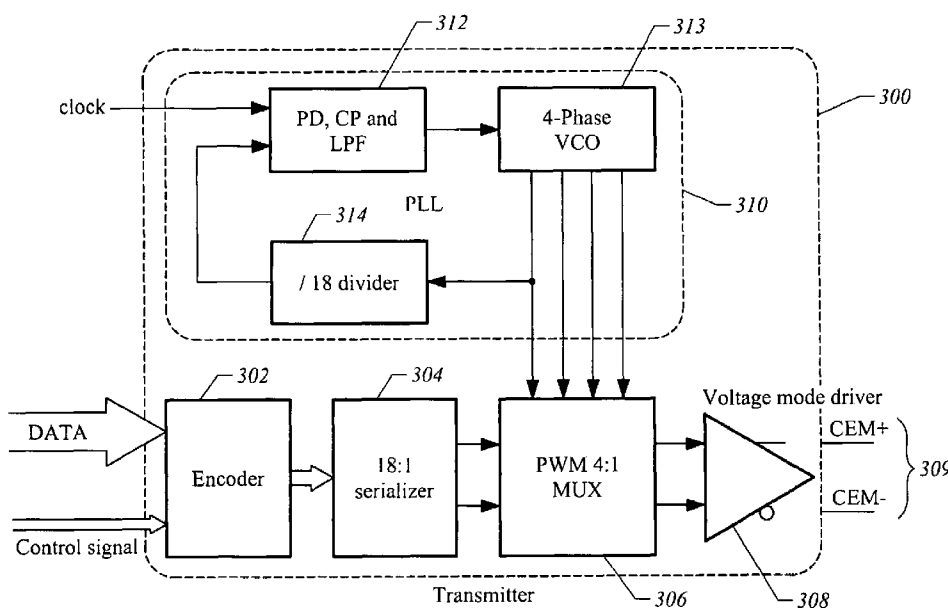 312
313
clock
PD, CP and
LPF
4-Phase
VCO
300
PLL
310
314
/ 18 divider
302
304
Voltage mode driver
DATA
Encoder
18:1
serializer
PWM 4:1
MUX
CEM+
CEM-
309
Control signal
Transmitter
306
308